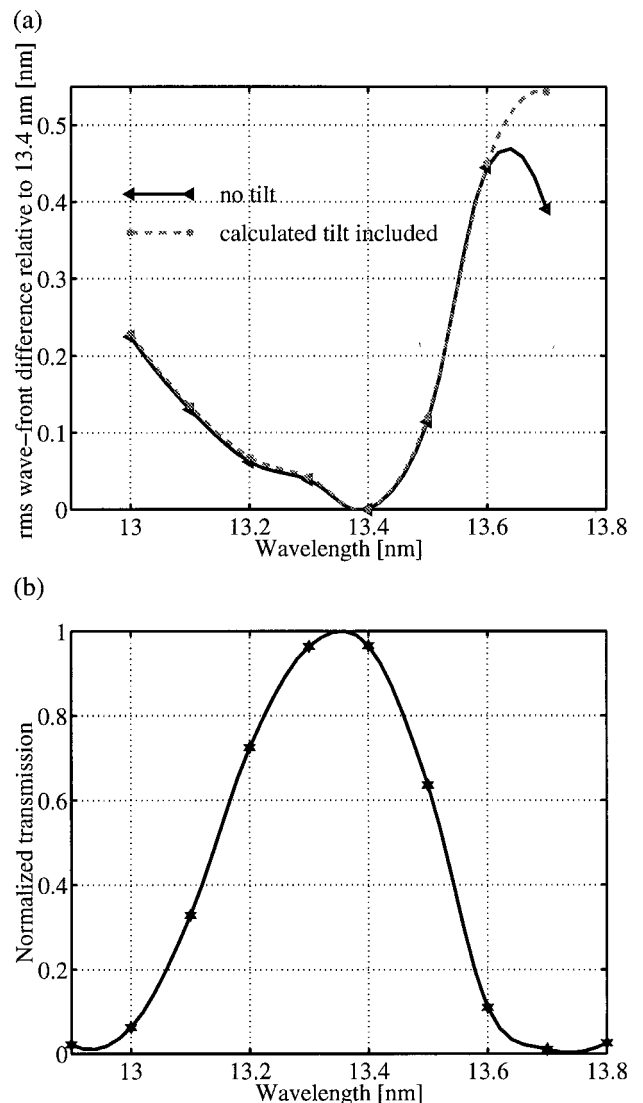 (a)
rms wave-front difference relative to 13.4 nm [nm]
0.5
0.4
0.3
0.2
0.1
0
no tilt
calculated tilt included
13
13.2
13.4
13.6
13.8
Wavelength [nm]
(b)
Normalized transmission
1
0.8
0.6
0.4
0.2
0
13
13.2
13.4
13.6
13.8
Wavelength [nm]